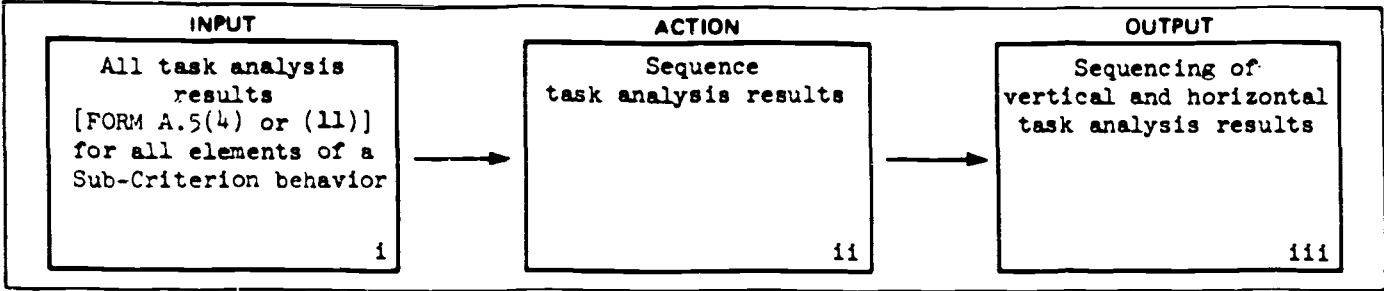 INPUT
All task analysis
results
[FORM A.5(4) or (11)]
for all elements of a
Sub-Criterion behavior
i
ACTION
Sequence
task analysis results
ii
OUTPUT
Sequencing of
vertical and horizontal
task analysis results
iii